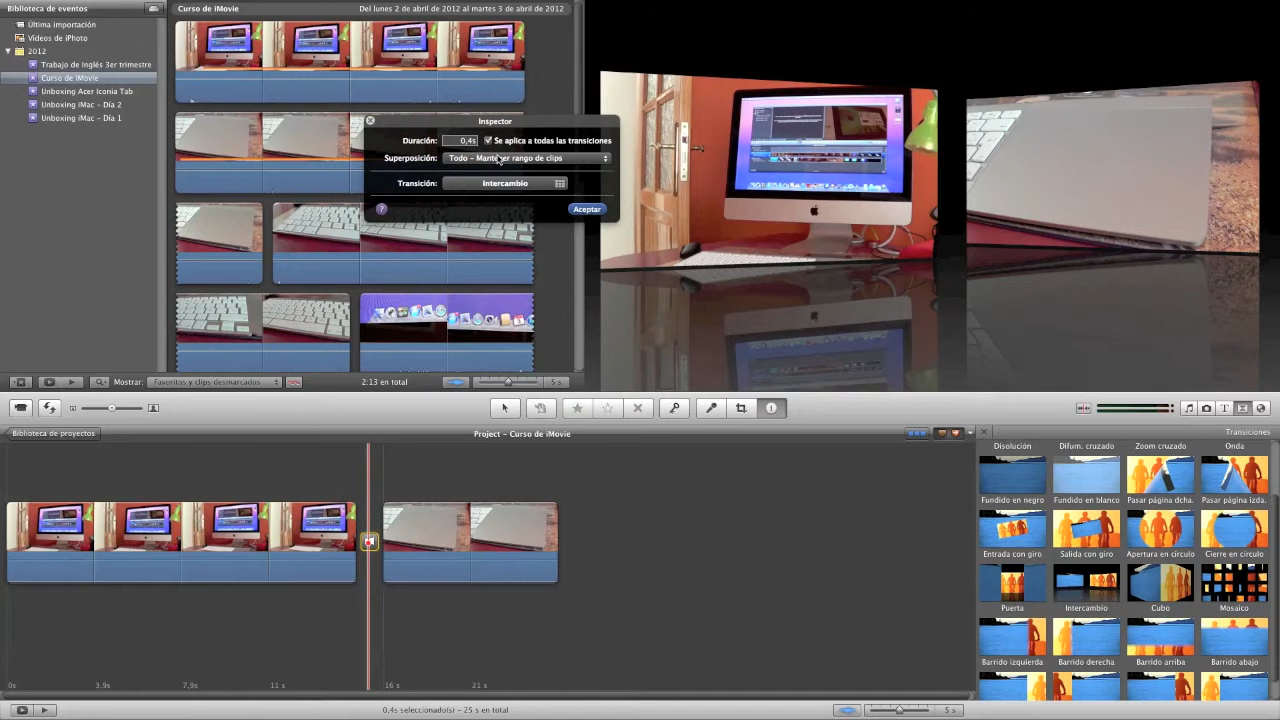 Biblioteca de eventos
Última importación
Vídeos de iPhoto
2012
Trabajo de Inglés 3er trimestre
Curso de iMovie
Unboxing Acer Iconia Tab
Unboxing iMac - Día 2
Unboxing iMac - Día 1
Curso de iMovie
Del lunes 2 de abril de 2012 al martes 3 de abril de 2012
Inspector
Duración: 0,4s Se aplica a todas las transiciones
Superposición: Todo - Mantener rango de clips
Transición: Intercambio
?
Aceptar
Mostrar: Favoritos y clips desmarcados
2:13 en total
5 s
Biblioteca de proyectos
Project - Curso de iMovie
0s 3,9s 7,9s 11 s 16 s 21 s
0,4s seleccionado(s) - 25 s en total
5 s
Transiciones
Disolución Difum. cruzado Zoom cruzado Onda
Fundido en negro Fundido en blanco Pasar página dcha. Pasar página izda.
Entrada con giro Salida con giro Apertura en círculo Cierre en círculo
Puerta Intercambio Cubo Mosaico
Barrido izquierda Barrido derecha Barrido arriba Barrido abajo